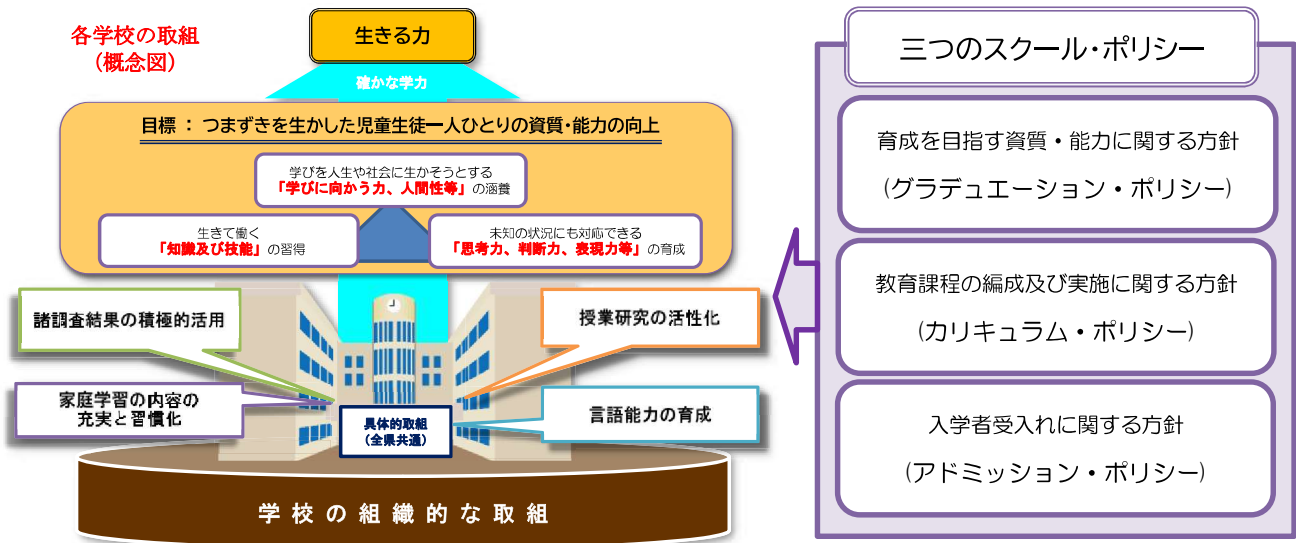 各学校の取組
(概念図)
生きる力
確かな学力
目標 : つまずきを生かした児童生徒一人ひとりの資質・能力の向上
学びを人生や社会に生かそうとする
「学びに向かう力、人間性等」の涵養
生きて働く
「知識及び技能」の習得
未知の状況にも対応できる
「思考力、判断力、表現力等」の育成
諸調査結果の積極的活用
授業研究の活性化
家庭学習の内容の
充実と習慣化
言語能力の育成
具体的取組
(全県共通)
学校の組織的な取組
三つのスクール・ポリシー
育成を目指す資質・能力に関する方針
(グラデュエーション・ポリシー)
教育課程の編成及び実施に関する方針
(カリキュラム・ポリシー)
入学者受入れに関する方針
(アドミッション・ポリシー)